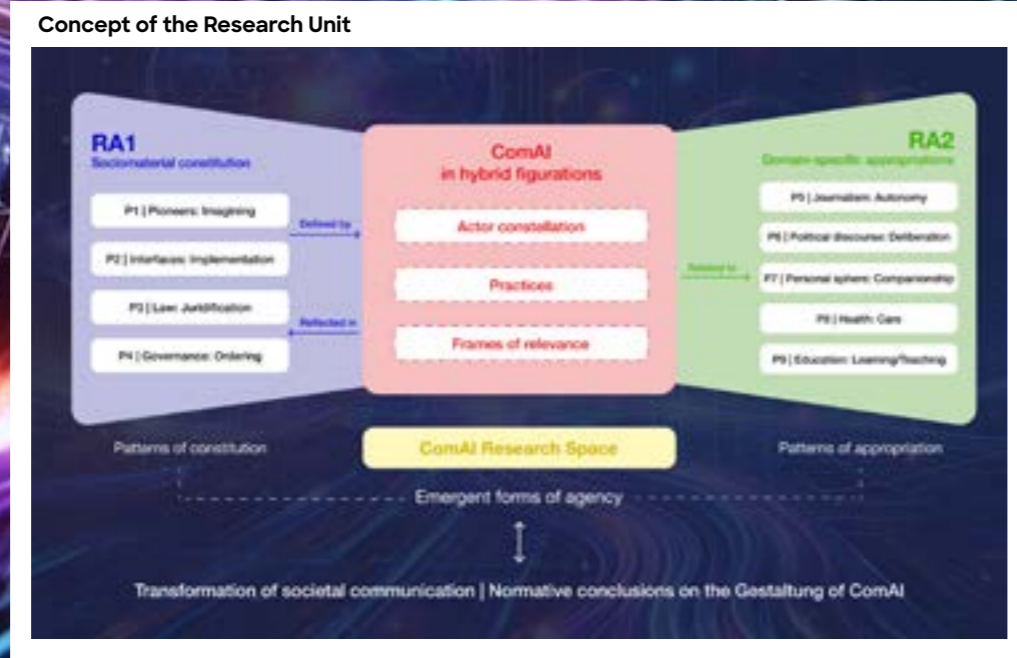 Concept of the Research Unit
RA1
Sociomaterial constitution
P1 | Pioneers: Imagining
P2 | Interfaces: Implementation
P3 | Law: Juridification
P4 | Governance: Ordering
Defined by
Reflected in
ComAI
in hybrid figurations
Actor constellation
Practices
Frames of relevance
Related to
RA2
Domain-specific appropriations
P5 | Journalism: Autonomy
P6 | Political discourse: Deliberation
P7 | Personal sphere: Companionship
P8 | Health: Care
P9 | Education: Learning/Teaching
Patterns of constitution
ComAI Research Space
Patterns of appropriation
Emergent forms of agency
Transformation of societal communication | Normative conclusions on the Gestaltung of ComAI